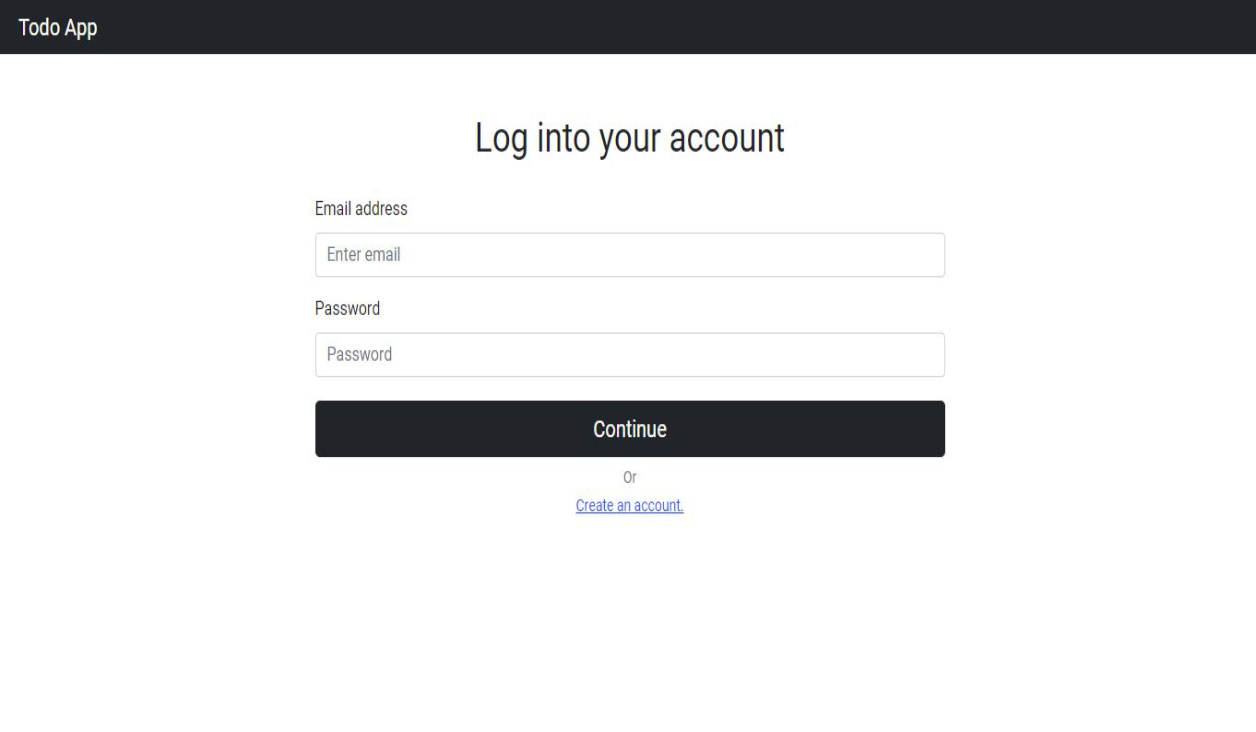 Todo App
Log into your account
Email address
Enter email
Password
Password
Continue
Or
Create an account.